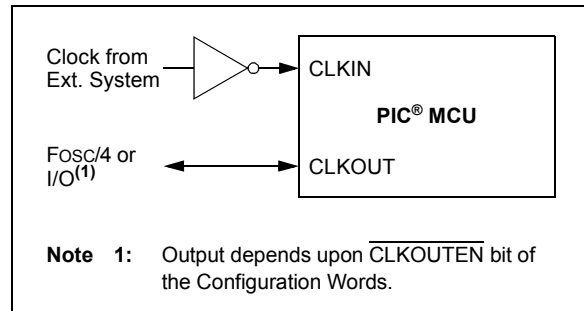 Clock from
Ext. System
CLKIN
PIC® MCU
FOSC/4 or
I/O(1)
CLKOUT
Note 1: Output depends upon CLKOUTEN bit of
the Configuration Words.